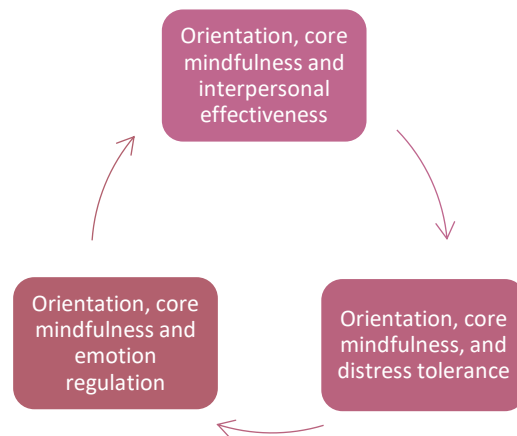 Orientation, core
mindfulness and
interpersonal
effectiveness
Orientation, core
mindfulness, and
distress tolerance
Orientation, core
mindfulness and
emotion
regulation